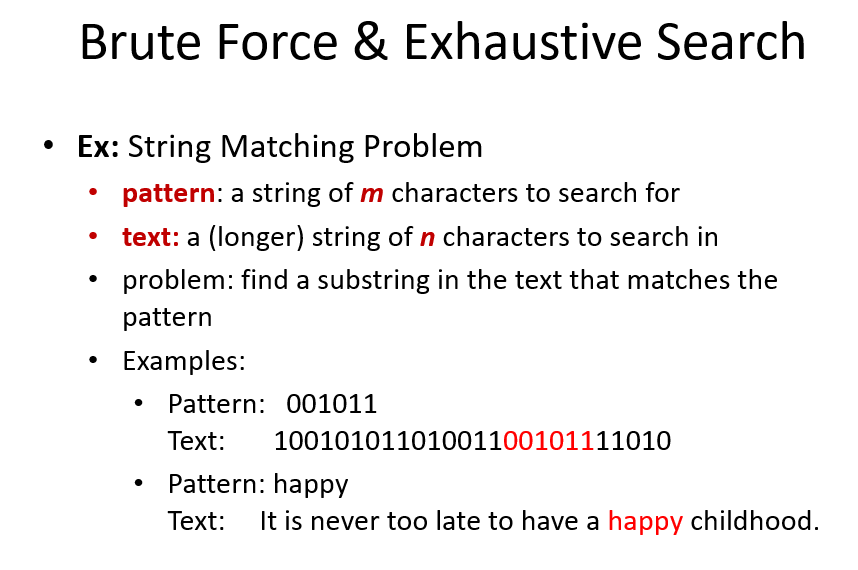 Brute Force & Exhaustive Search
• Ex: String Matching Problem
• pattern: a string of m characters to search for
• text: a (longer) string of n characters to search in
• problem: find a substring in the text that matches the
pattern
• Examples:
• Pattern: 001011
Text: 10010101101001100101111010
• Pattern: happy
Text: It is never too late to have a happy childhood.